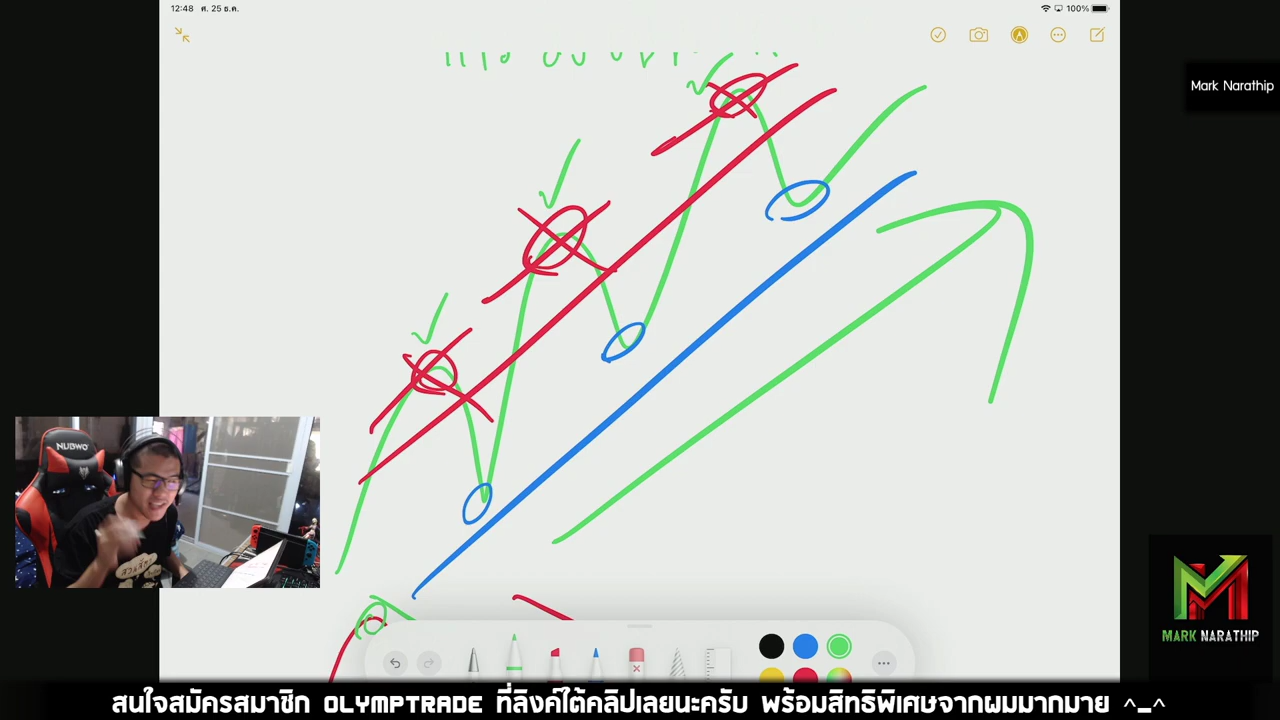 12:48 ศ. 25 ธ.ค.
100%
Mark Narathip
NUBWO
MARK NARATHIP
สนใจสมัครสมาชิก OLYMPTRADE ที่ลิงค์ใต้คลิปเลยนะครับ พร้อมสิทธิพิเศษจากผมมากมาย ^_^